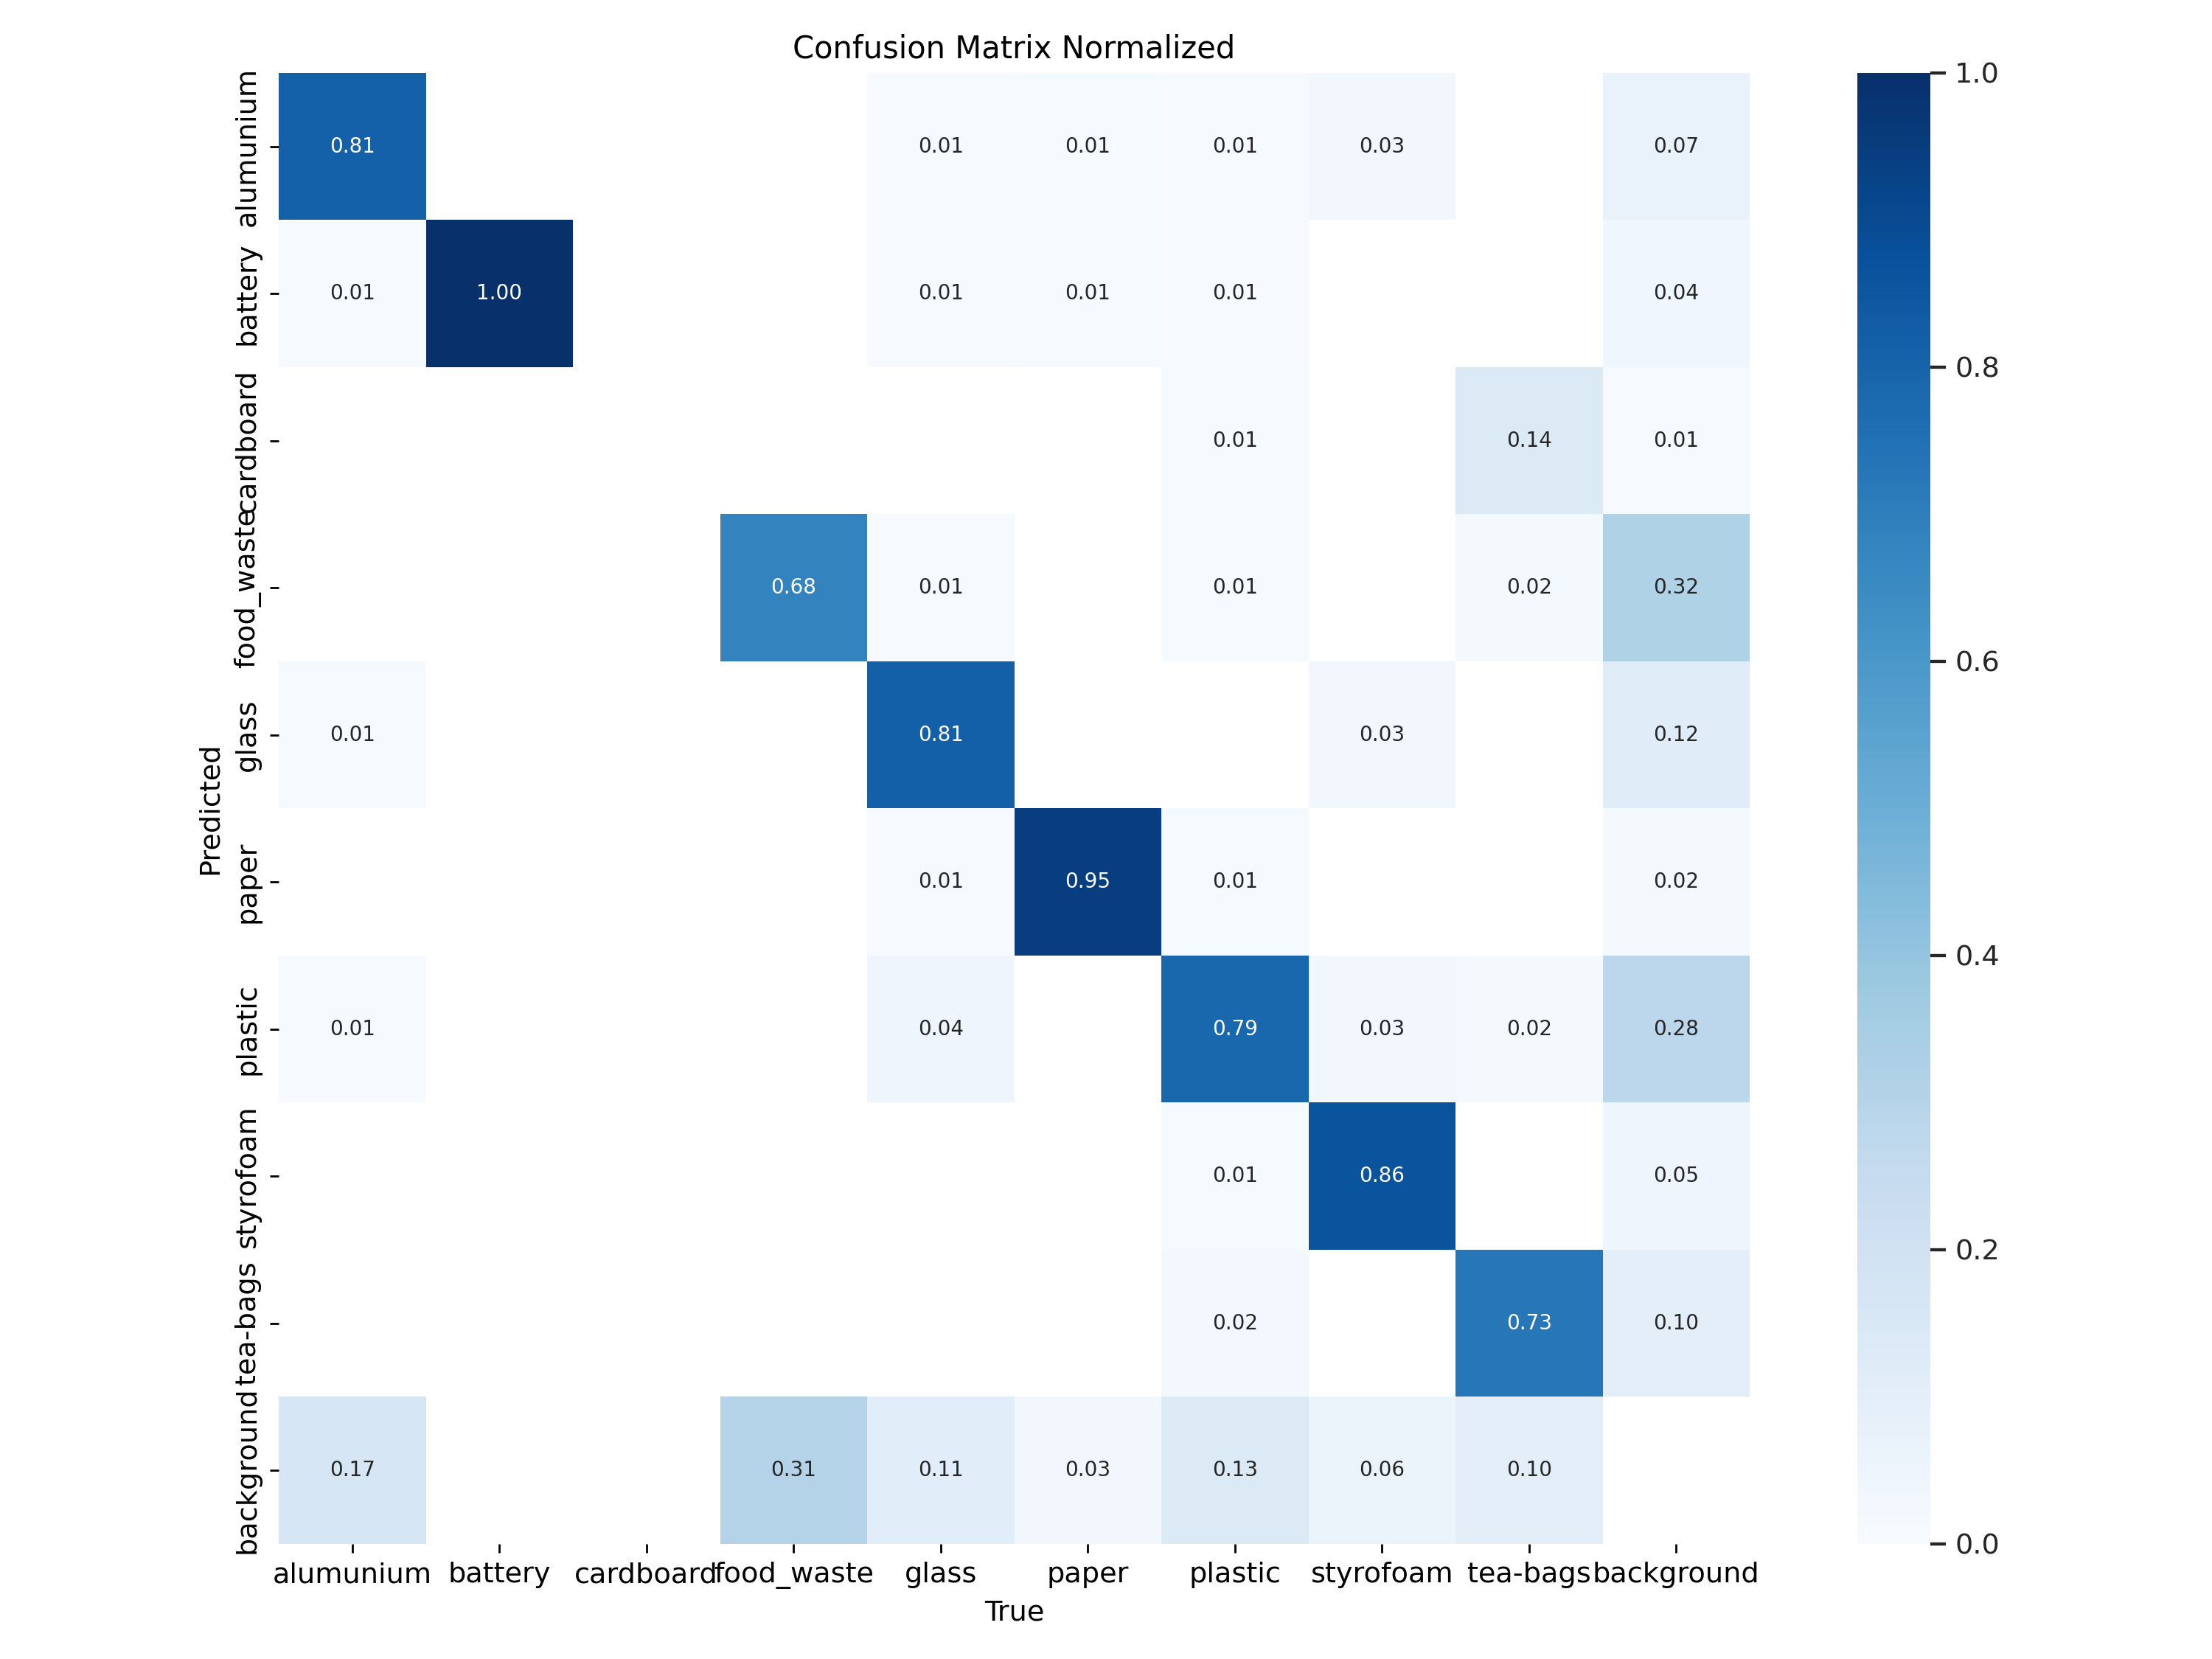 Confusion Matrix Normalized
Predicted
alumunium
0.81 0.01 0.01 0.01 0.03 0.07
battery
0.01 1.00 0.01 0.01 0.01 0.04
cardboard
0.01 0.14 0.01
food_waste
0.68 0.01 0.01 0.02 0.32
glass
0.01 0.81 0.03 0.12
paper
0.01 0.95 0.01 0.02
plastic
0.01 0.04 0.79 0.03 0.02 0.28
styrofoam
0.01 0.86 0.05
tea-bags
0.02 0.73 0.10
background
0.17 0.31 0.11 0.03 0.13 0.06 0.10
alumunium battery cardboard food_waste glass paper plastic styrofoam tea-bags background
True
1.0
0.8
0.6
0.4
0.2
0.0